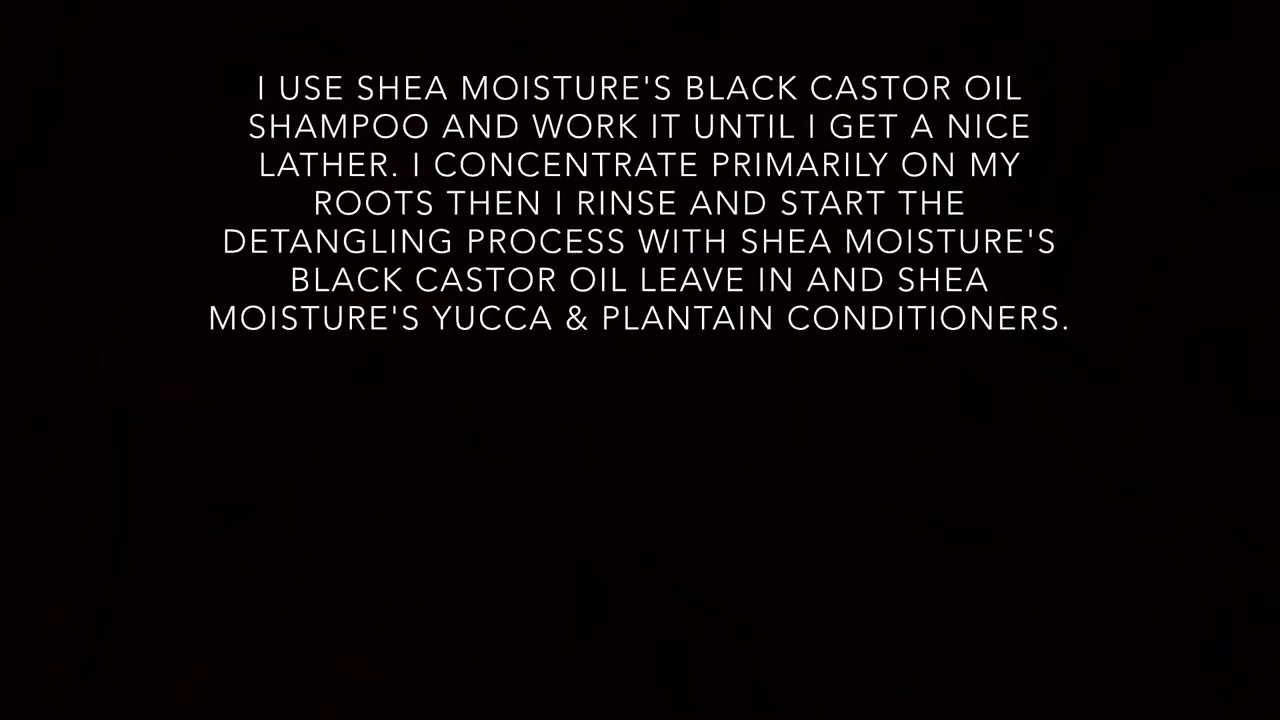 I USE SHEA MOISTURE'S BLACK CASTOR OIL
SHAMPOO AND WORK IT UNTIL I GET A NICE
LATHER. I CONCENTRATE PRIMARILY ON MY
ROOTS THEN I RINSE AND START THE
DETANGLING PROCESS WITH SHEA MOISTURE'S
BLACK CASTOR OIL LEAVE IN AND SHEA
MOISTURE'S YUCCA & PLANTAIN CONDITIONERS.